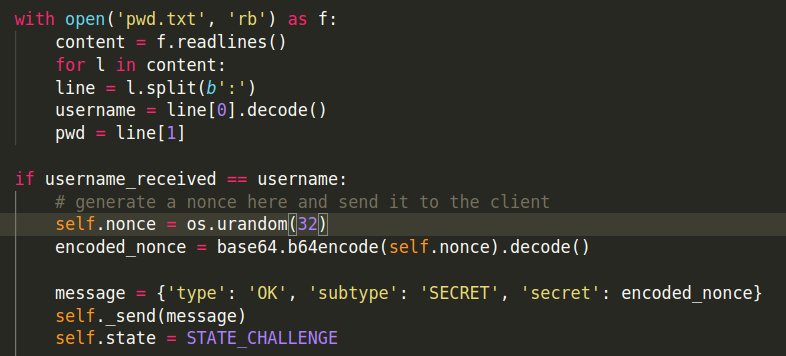 with open('pwd.txt', 'rb') as f:
    content = f.readlines()
    for l in content:
    line = l.split(b':')
    username = line[0].decode()
    pwd = line[1]

if username_received == username:
    # generate a nonce here and send it to the client
    self.nonce = os.urandom(32)
    encoded_nonce = base64.b64encode(self.nonce).decode()

    message = {'type': 'OK', 'subtype': 'SECRET', 'secret': encoded_nonce}
    self._send(message)
    self.state = STATE_CHALLENGE